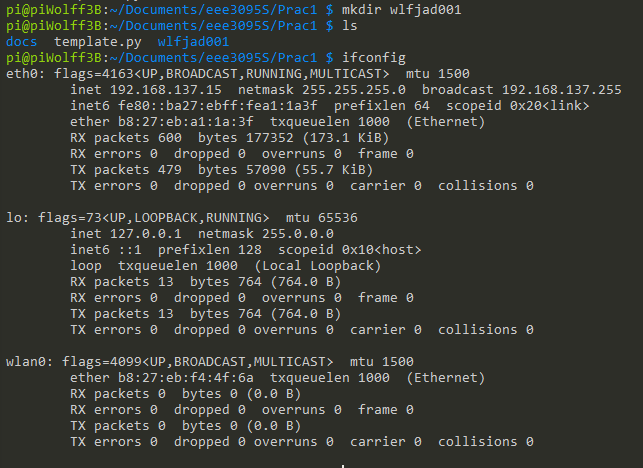 pi@piWolff3B:~/Documents/eee3095S/Prac1 $ mkdir wlfjad001
pi@piWolff3B:~/Documents/eee3095S/Prac1 $ ls
docs  template.py  wlfjad001
pi@piWolff3B:~/Documents/eee3095S/Prac1 $ ifconfig
eth0: flags=4163<UP,BROADCAST,RUNNING,MULTICAST>  mtu 1500
        inet 192.168.137.15  netmask 255.255.255.0  broadcast 192.168.137.255
        inet6 fe80::ba27:ebff:fea1:1a3f  prefixlen 64  scopeid 0x20<link>
        ether b8:27:eb:a1:1a:3f  txqueuelen 1000  (Ethernet)
        RX packets 600  bytes 177352 (173.1 KiB)
        RX errors 0  dropped 0  overruns 0  frame 0
        TX packets 479  bytes 57090 (55.7 KiB)
        TX errors 0  dropped 0 overruns 0  carrier 0  collisions 0

lo: flags=73<UP,LOOPBACK,RUNNING>  mtu 65536
        inet 127.0.0.1  netmask 255.0.0.0
        inet6 ::1  prefixlen 128  scopeid 0x10<host>
        loop  txqueuelen 1000  (Local Loopback)
        RX packets 13  bytes 764 (764.0 B)
        RX errors 0  dropped 0  overruns 0  frame 0
        TX packets 13  bytes 764 (764.0 B)
        TX errors 0  dropped 0 overruns 0  carrier 0  collisions 0

wlan0: flags=4099<UP,BROADCAST,MULTICAST>  mtu 1500
        ether b8:27:eb:f4:4f:6a  txqueuelen 1000  (Ethernet)
        RX packets 0  bytes 0 (0.0 B)
        RX errors 0  dropped 0  overruns 0  frame 0
        TX packets 0  bytes 0 (0.0 B)
        TX errors 0  dropped 0 overruns 0  carrier 0  collisions 0